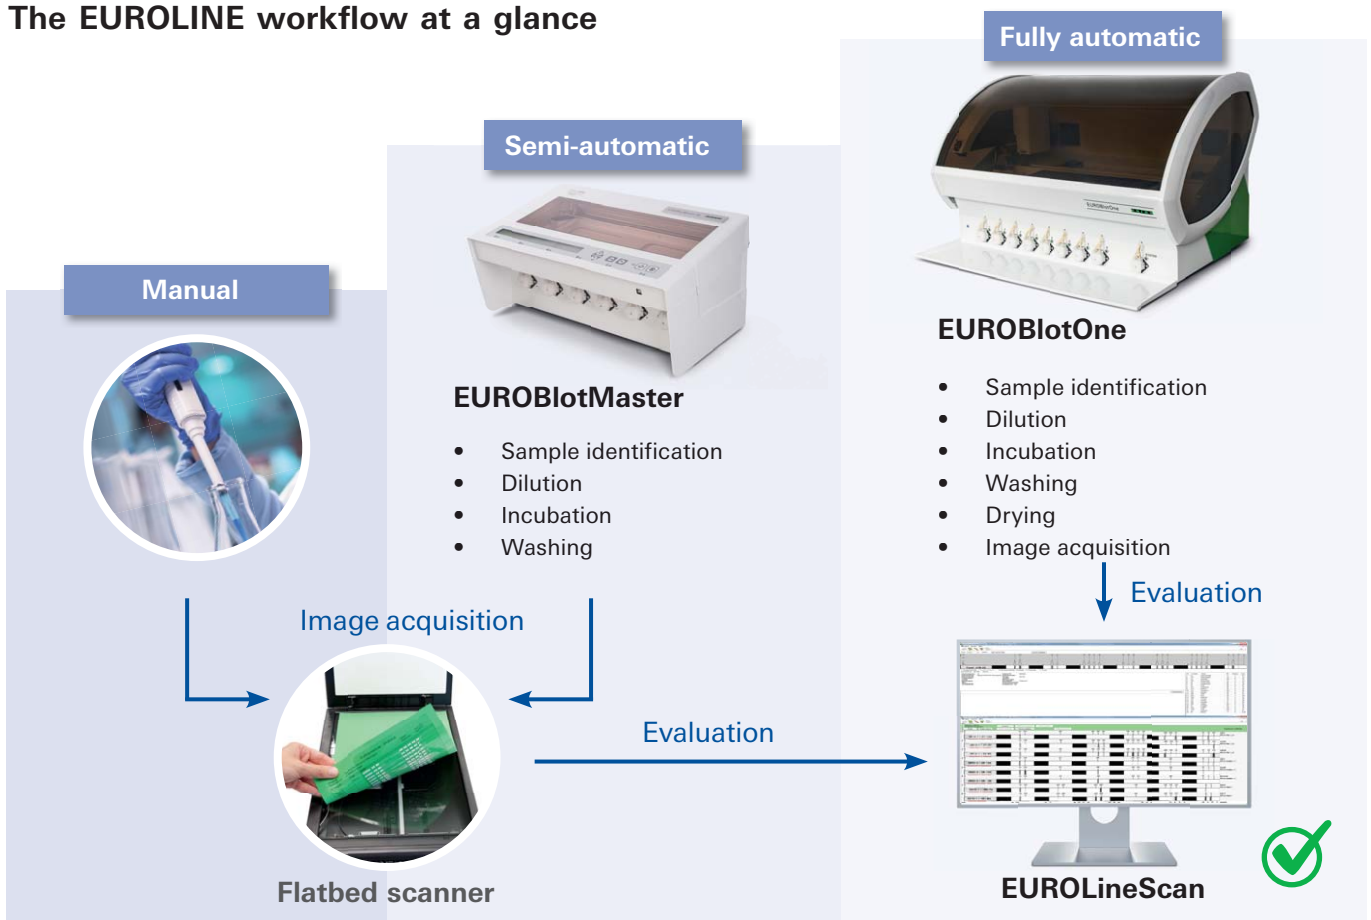 The EUROLINE workflow at a glance
Fully automatic
Semi-automatic
Manual
EUROBlotOne
EUROBlotOne
• Sample identification
• Dilution
• Incubation
• Washing
• Drying
• Image acquisition
EUROBlotMaster
• Sample identification
• Dilution
• Incubation
• Washing
Image acquisition
Evaluation
Evaluation
Flatbed scanner
EUROLineScan